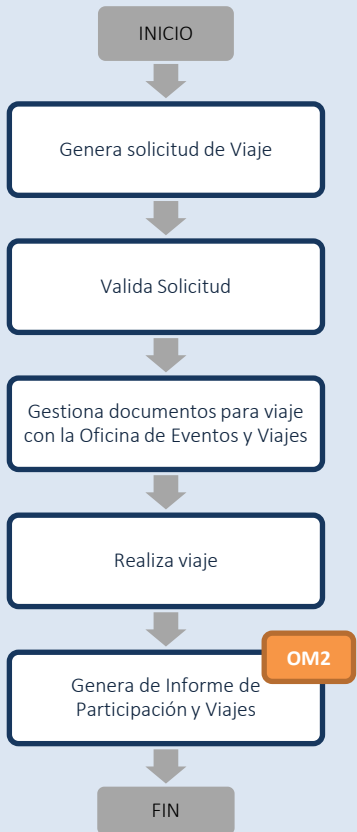 INICIO
Genera solicitud de Viaje
Valida Solicitud
Gestiona documentos para viaje
con la Oficina de Eventos y Viajes
Realiza viaje
OM2
Genera de Informe de
Participación y Viajes
FIN